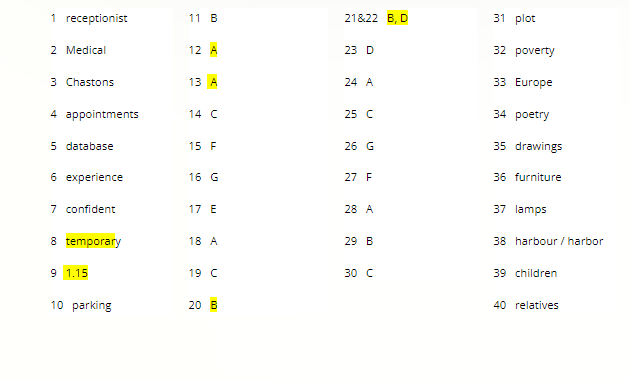 1 receptionist
2 Medical
3 Chastons
4 appointments
5 database
6 experience
7 confident
8 temporary
9 1.15
10 parking
11 B
12 A
13 A
14 C
15 F
16 G
17 E
18 A
19 C
20 B
21&22 B, D
23 D
24 A
25 C
26 G
27 F
28 A
29 B
30 C
31 plot
32 poverty
33 Europe
34 poetry
35 drawings
36 furniture
37 lamps
38 harbour / harbor
39 children
40 relatives